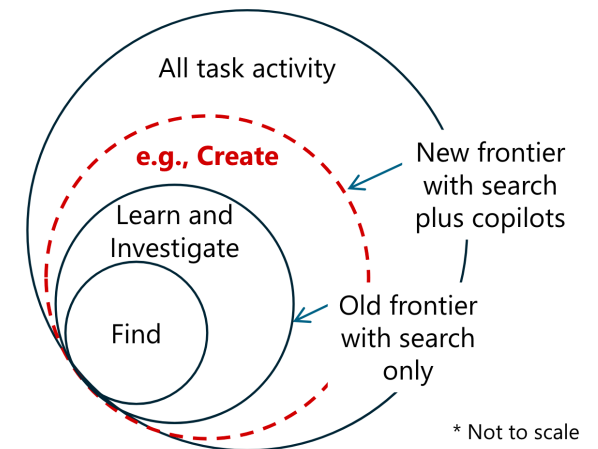 All task activity
e.g., Create
New frontier
with search
plus copilots
Learn and
Investigate
Old frontier
with search
only
Find
* Not to scale